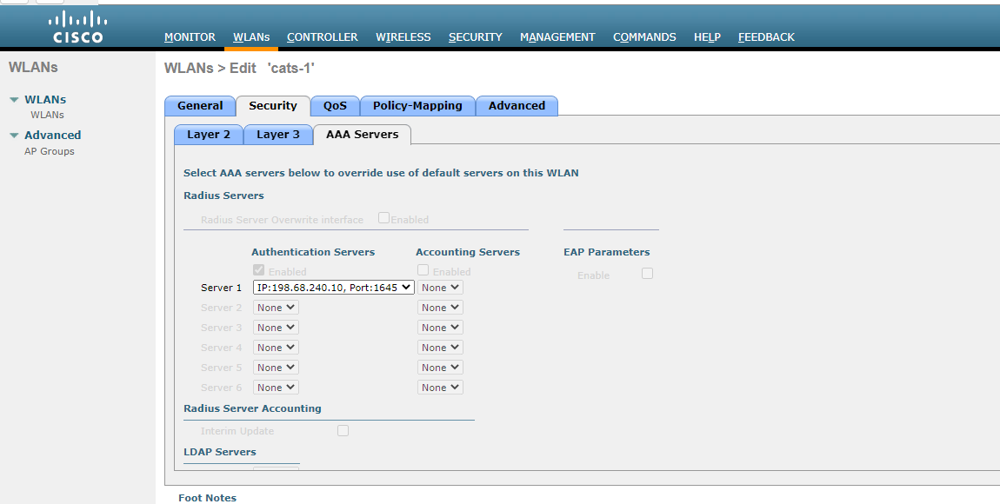 CISCO
MONITOR WLANs CONTROLLER WIRELESS SECURITY MANAGEMENT COMMANDS HELP FEEDBACK
WLANs
WLANs > Edit 'cats-1'
WLANs
WLANs
Advanced
AP Groups
General Security QoS Policy-Mapping Advanced
Layer 2 Layer 3 AAA Servers
Select AAA servers below to override use of default servers on this WLAN
Radius Servers
Radius Server Overwrite interface Enabled
Authentication Servers Accounting Servers EAP Parameters
Enabled Enabled Enable
Server 1 IP:198.68.240.10, Port:1645 None
Server 2 None None
Server 3 None None
Server 4 None None
Server 5 None None
Server 6 None None
Radius Server Accounting
Interim Update
LDAP Servers
Foot Notes